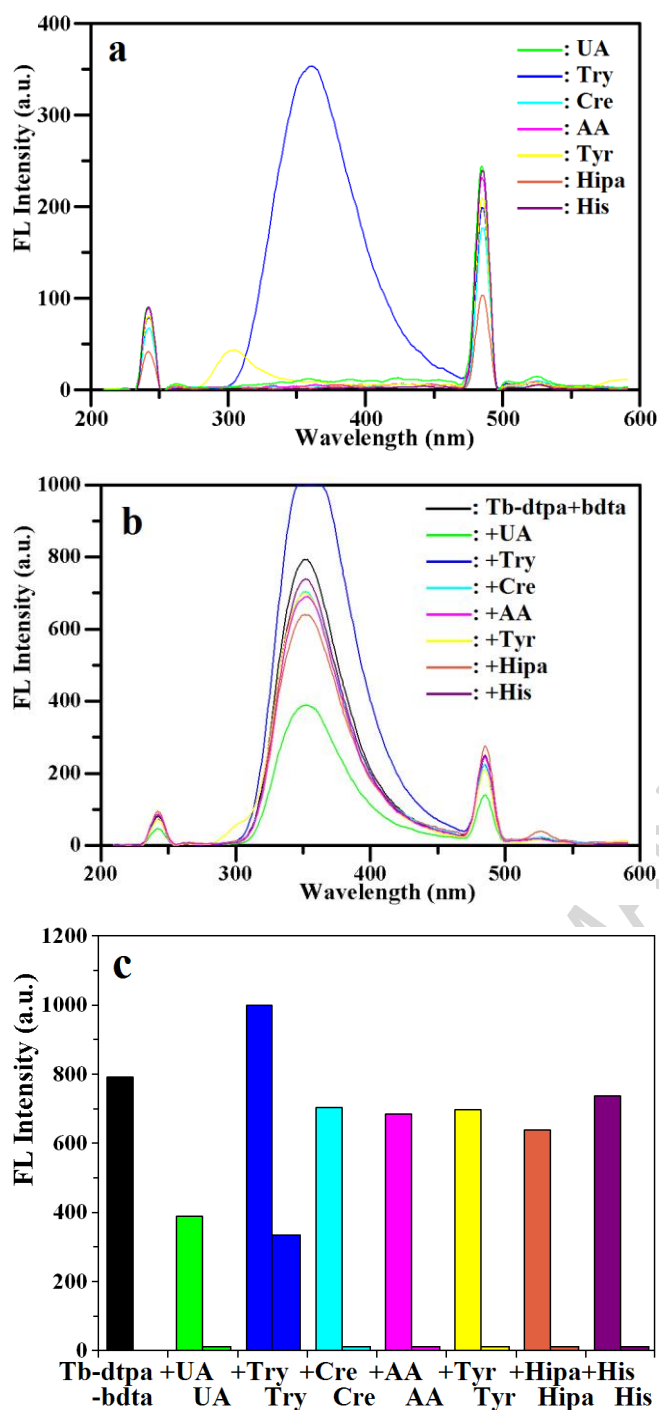 a
400
300
200
100
0
FL Intensity (a.u.)
: UA
: Try
: Cre
: AA
: Tyr
: Hipa
: His
200 300 400 500 600
Wavelength (nm)
b
1000
800
600
400
200
0
FL Intensity (a.u.)
: Tb-dtpa+bdta
: +UA
: +Try
: +Cre
: +AA
: +Tyr
: +Hipa
: +His
200 300 400 500 600
Wavelength (nm)
c
1200
1000
800
600
400
200
0
FL Intensity (a.u.)
Tb-dtpa +UA +Try +Cre +AA +Tyr +Hipa+His
-bdta UA Try Cre AA Tyr Hipa His